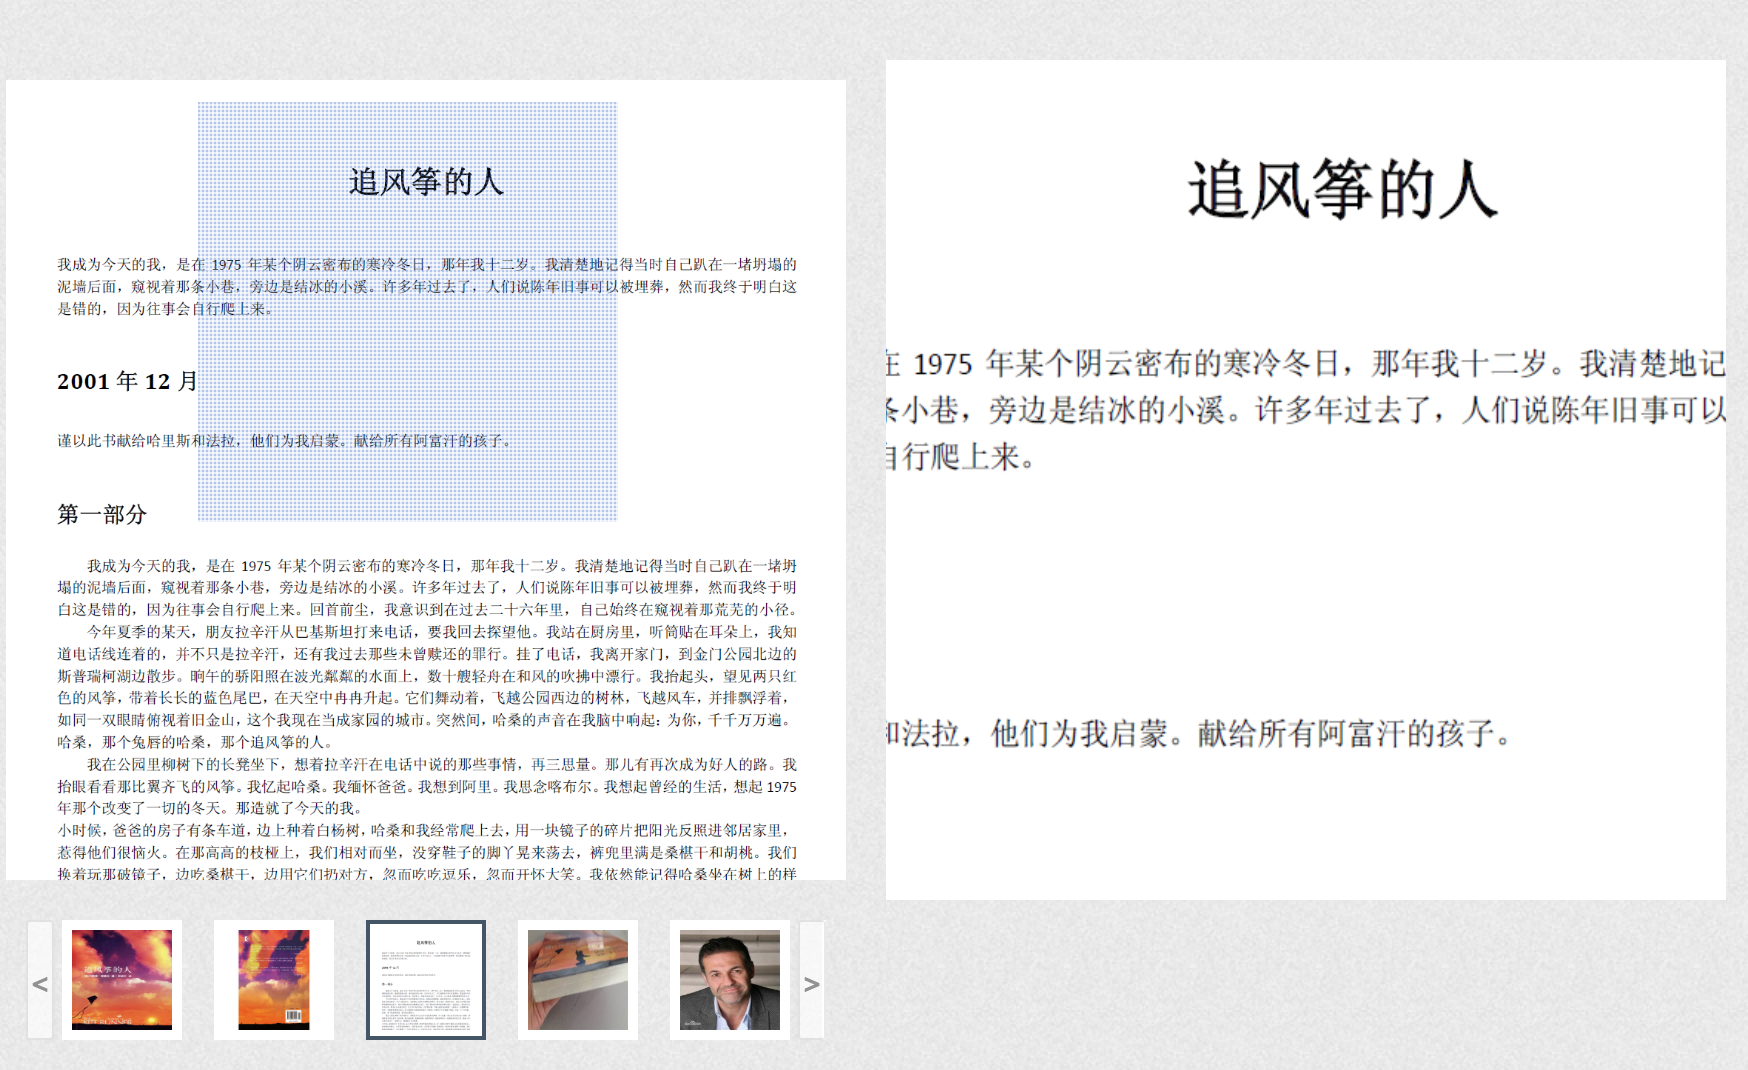 追风筝的人
我成为今天的我，是在 1975 年某个阴云密布的寒冷冬日，那年我十二岁。我清楚地记得当时自己趴在一堵坍塌的
泥墙后面，窥视着那条小巷，旁边是结冰的小溪。许多年过去了，人们说陈年旧事可以被埋葬，然而我终于明白这
是错的，因为往事会自行爬上来。
2001 年 12 月
谨以此书献给哈里斯和法拉，他们为我启蒙。献给所有阿富汗的孩子。
第一部分
我成为今天的我，是在 1975 年某个阴云密布的寒冷冬日，那年我十二岁。我清楚地记得当时自己趴在一堵坍
塌的泥墙后面，窥视着那条小巷，旁边是结冰的小溪。许多年过去了，人们说陈年旧事可以被埋葬，然而我终于明
白这是错的，因为往事会自行爬上来。回首前尘，我意识到在过去二十六年里，自己始终在窥视着那荒芜的小径。
今年夏季的某天，朋友拉辛汗从巴基斯坦打来电话，要我回去探望他。我站在厨房里，听筒贴在耳朵上，我知
道电话线连着的，并不只是拉辛汗，还有我过去那些未曾赎还的罪行。挂了电话，我离开家门，到金门公园北边的
斯普瑞柯湖边散步。晌午的骄阳照在波光粼粼的水面上，数十艘轻舟在和风的吹拂中漂行。我抬起头，望见两只红
色的风筝，带着长长的蓝色尾巴，在天空中冉冉升起。它们舞动着，飞越公园西边的树林，飞越风车，并排飘浮着，
如同一双眼睛俯视着旧金山，这个我现在当成家园的城市。突然间，哈桑的声音在我脑中响起：为你，千千万万遍。
哈桑，那个兔唇的哈桑，那个追风筝的人。
我在公园里柳树下的长凳坐下，想着拉辛汗在电话中说的那些事情，再三思量。那儿有再次成为好人的路。我
抬眼看看那比翼齐飞的风筝。我忆起哈桑。我缅怀爸爸。我想到阿里。我思念喀布尔。我想起曾经的生活，想起 1975
年那个改变了一切的冬天。那造就了今天的我。
小时候，爸爸的房子有条车道，边上种着白杨树，哈桑和我经常爬上去，用一块镜子的碎片把阳光反照进邻居家里，
惹得他们很恼火。在那高高的枝桠上，我们相对而坐，没穿鞋子的脚丫晃来荡去，裤兜里满是桑椹干和胡桃。我们
换着玩那破镜子，边吃桑椹干，边用它们扔对方，忽而吃吃逗乐，忽而开怀大笑。我依然能记得哈桑坐在树上的样
<
追风筝的人
>
追风筝的人
在 1975 年某个阴云密布的寒冷冬日，那年我十二岁。我清楚地记
条小巷，旁边是结冰的小溪。许多年过去了，人们说陈年旧事可以
自行爬上来。
和法拉，他们为我启蒙。献给所有阿富汗的孩子。